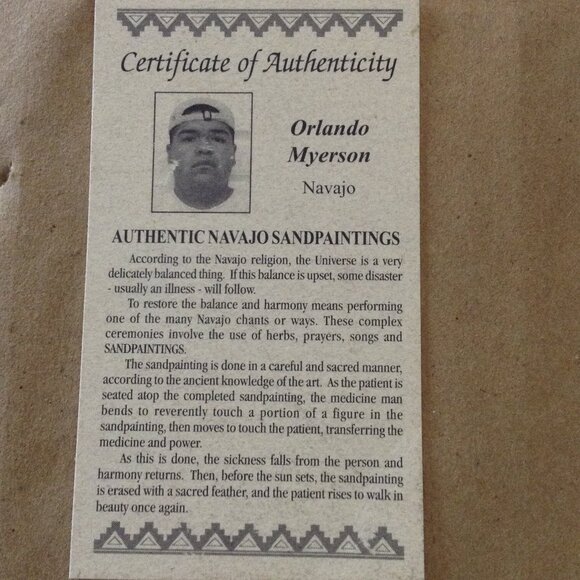 Certificate of Authenticity
Orlando
Myerson
Navajo
AUTHENTIC NAVAJO SANDPAINTINGS
According to the Navajo religion, the Universe is a very
delicately balanced thing. If this balance is upset, some disaster
- usually an illness - will follow.
To restore the balance and harmony means performing
one of the many Navajo chants or ways. These complex
ceremonies involve the use of herbs, prayers, songs and
SANDPAINTINGS.
The sandpainting is done in a careful and sacred manner,
according to the ancient knowledge of the art. As the patient is
seated atop the completed sandpainting, the medicine man
bends to reverently touch a portion of a figure in the
sandpainting, then moves to touch the patient, transferring the
medicine and power.
As this is done, the sickness falls from the person and
harmony returns. Then, before the sun sets, the sandpainting
is erased with a sacred feather, and the patient rises to walk in
beauty once again.